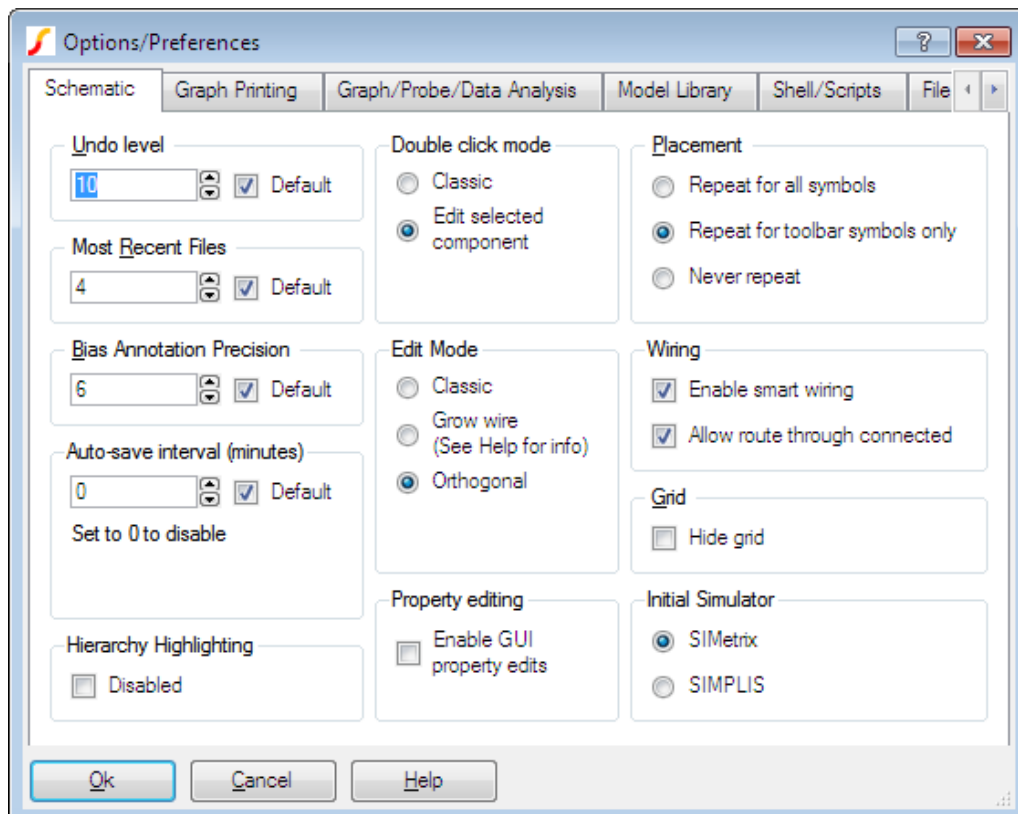 Options/Preferences
Schematic
Graph Printing
Graph/Probe/Data Analysis
Model Library
Shell/Scripts
File
Undo level
10
Default
Most Recent Files
4
Default
Bias Annotation Precision
6
Default
Auto-save interval (minutes)
0
Default
Set to 0 to disable
Hierarchy Highlighting
Disabled
Double click mode
Classic
Edit selected
component
Edit Mode
Classic
Grow wire
(See Help for info)
Orthogonal
Property editing
Enable GUI
property edits
Placement
Repeat for all symbols
Repeat for toolbar symbols only
Never repeat
Wiring
Enable smart wiring
Allow route through connected
Grid
Hide grid
Initial Simulator
SIMetrix
SIMPLIS
Ok
Cancel
Help